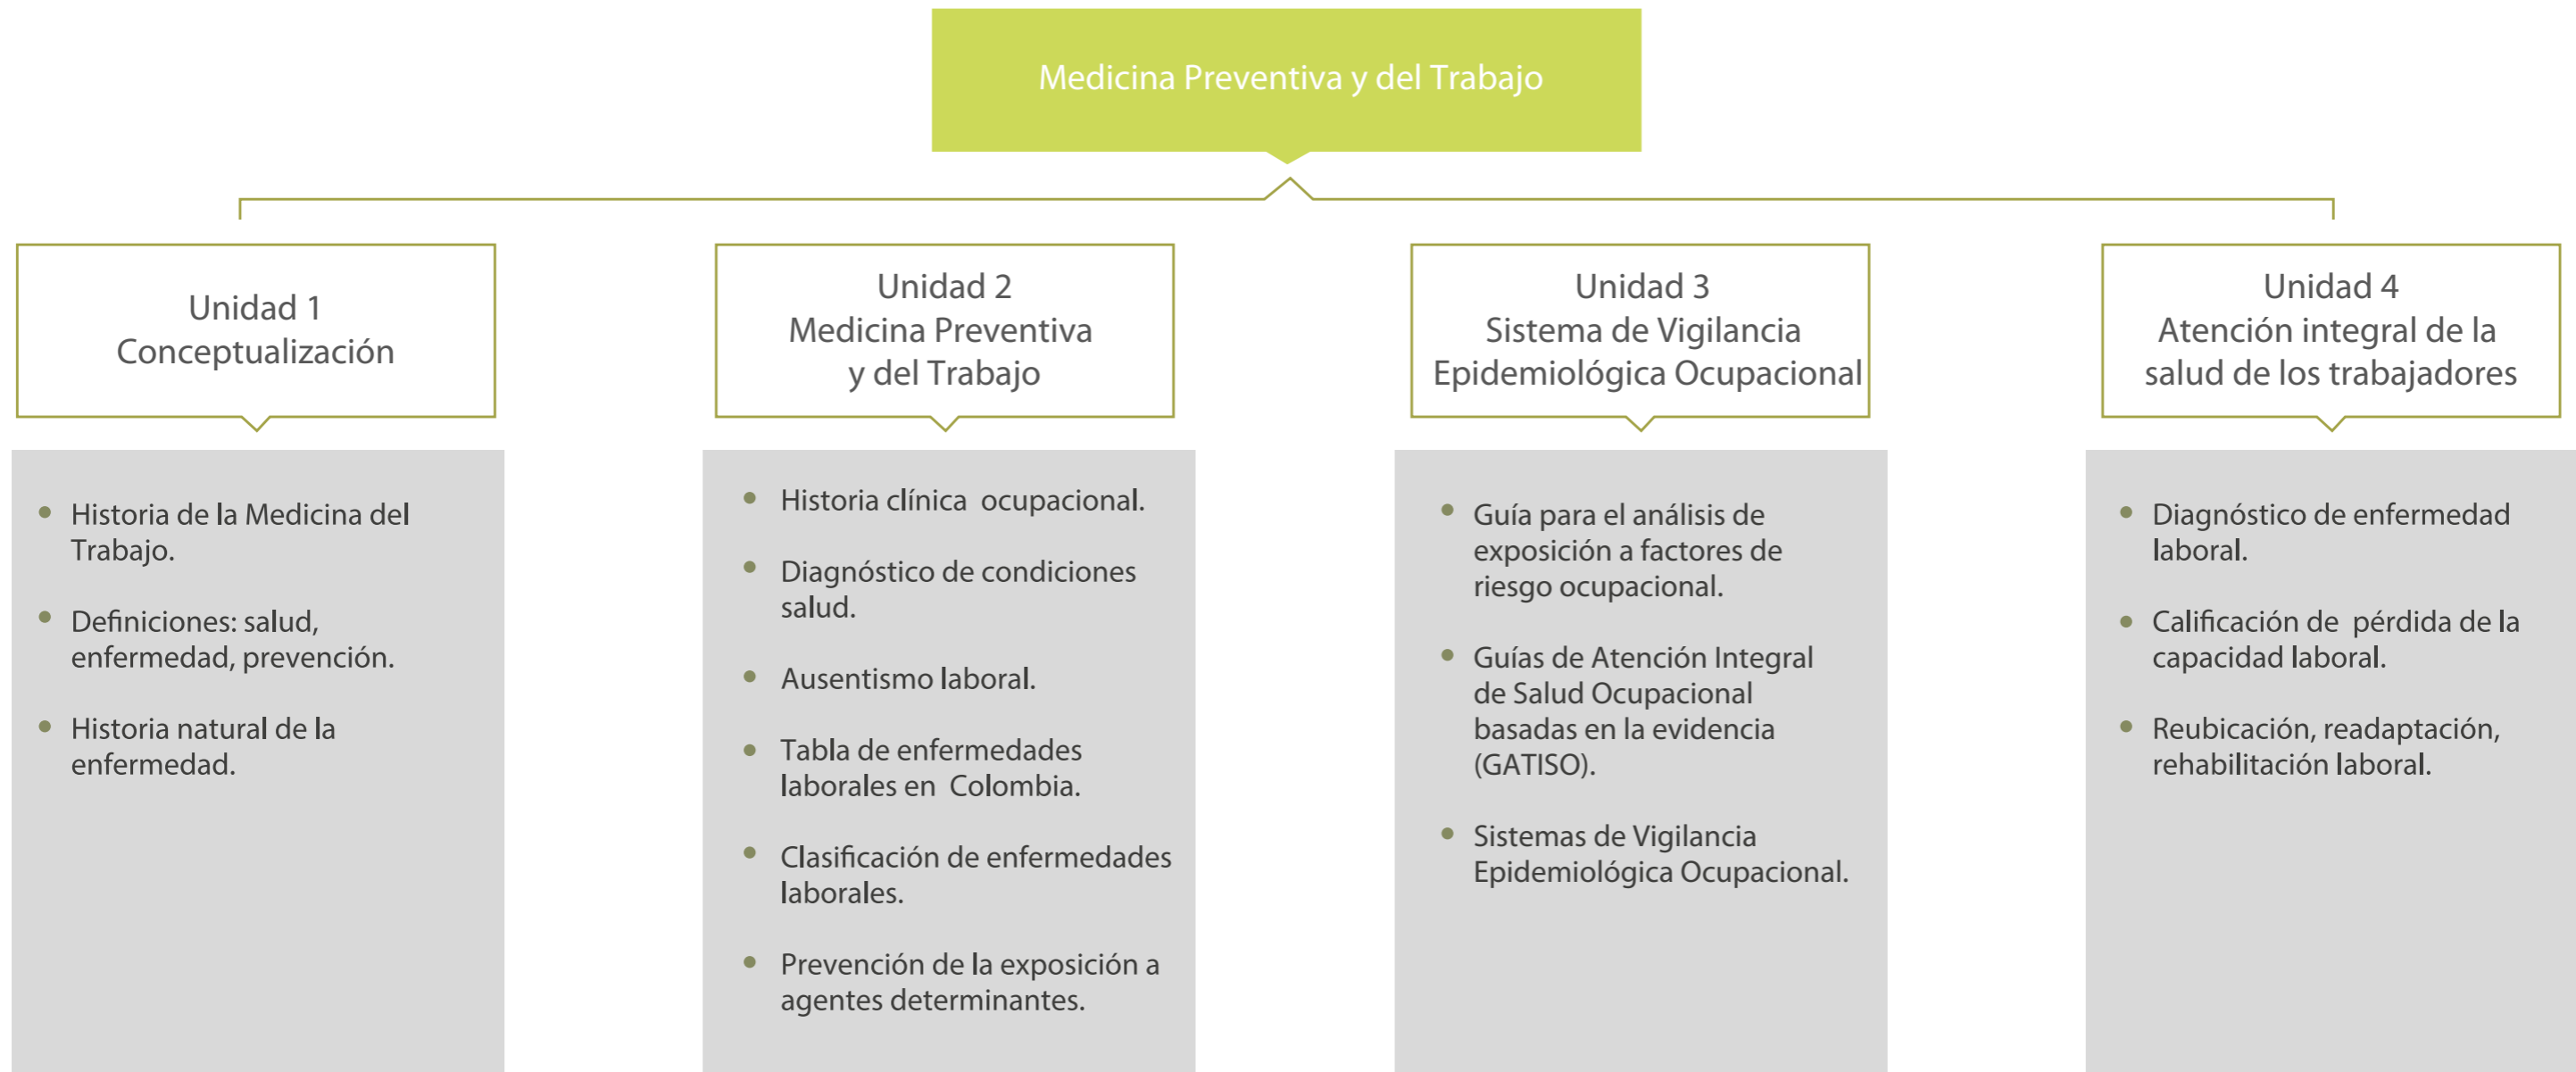 Medicina Preventiva y del Trabajo
Unidad 1
Conceptualización
• Historia de la Medicina del
Trabajo.
• Definiciones: salud,
enfermedad, prevención.
• Historia natural de la
enfermedad.
Unidad 2
Medicina Preventiva
y del Trabajo
• Historia clínica  ocupacional.
• Diagnóstico de condiciones
salud.
• Ausentismo laboral.
• Tabla de enfermedades
laborales en  Colombia.
• Clasificación de enfermedades
laborales.
• Prevención de la exposición a
agentes determinantes.
Unidad 3
Sistema de Vigilancia
Epidemiológica Ocupacional
• Guía para el análisis de
exposición a factores de
riesgo ocupacional.
• Guías de Atención Integral
de Salud Ocupacional
basadas en la evidencia
(GATISO).
• Sistemas de Vigilancia
Epidemiológica Ocupacional.
Unidad 4
Atención integral de la
salud de los trabajadores
• Diagnóstico de enfermedad
laboral.
• Calificación de  pérdida de la
capacidad laboral.
• Reubicación, readaptación,
rehabilitación laboral.